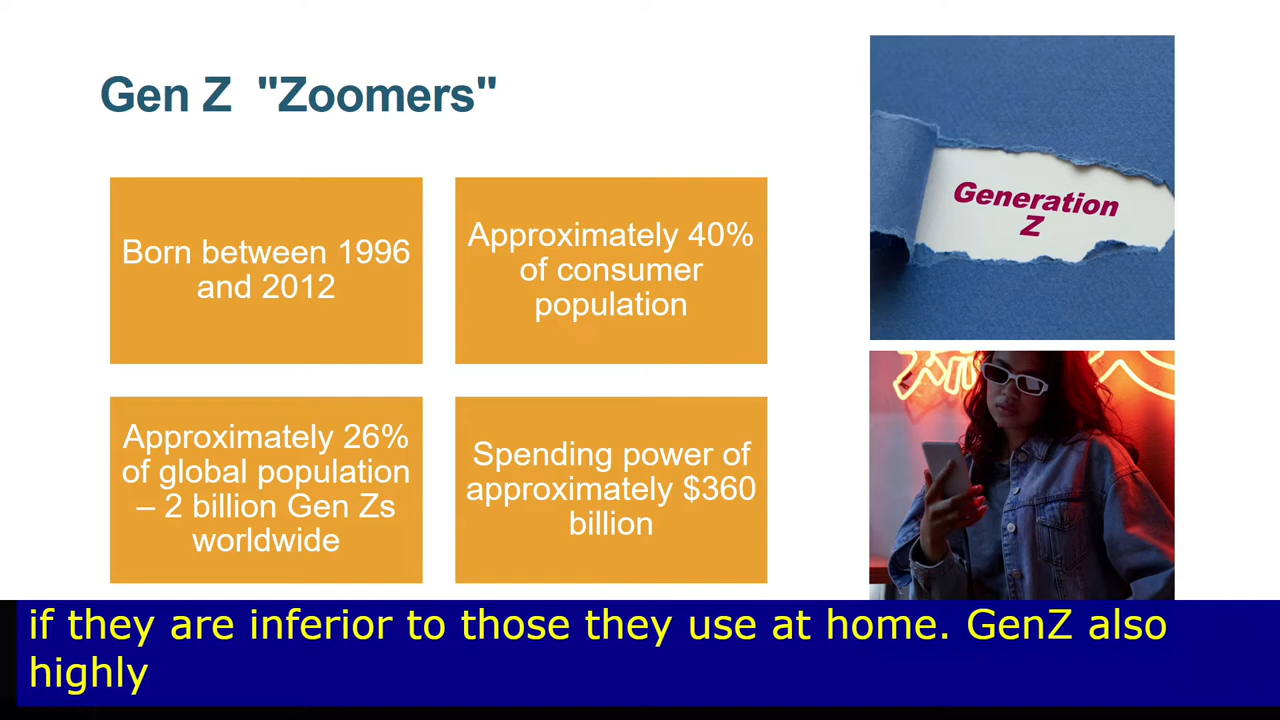 Gen Z "Zoomers"
Born between 1996
and 2012
Approximately 40%
of consumer
population
Approximately 26%
of global population
– 2 billion Gen Zs
worldwide
Spending power of
approximately $360
billion
Generation
Z
if they are inferior to those they use at home. GenZ also
highly